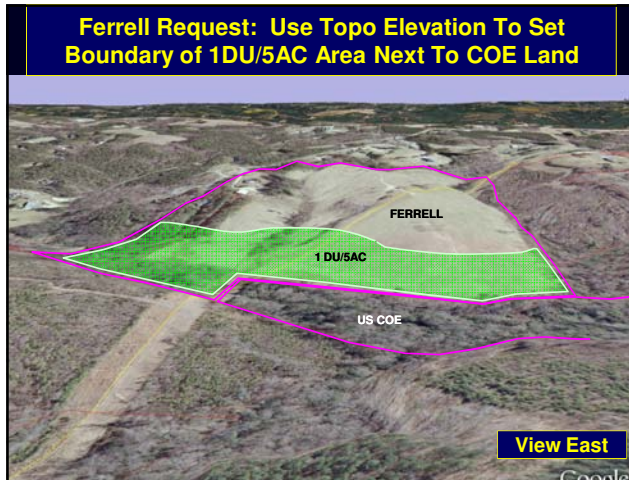 Ferrell Request: Use Topo Elevation To Set
Boundary of 1DU/5AC Area Next To COE Land
FERRELL
1 DU/5AC
US COE
View East
Google